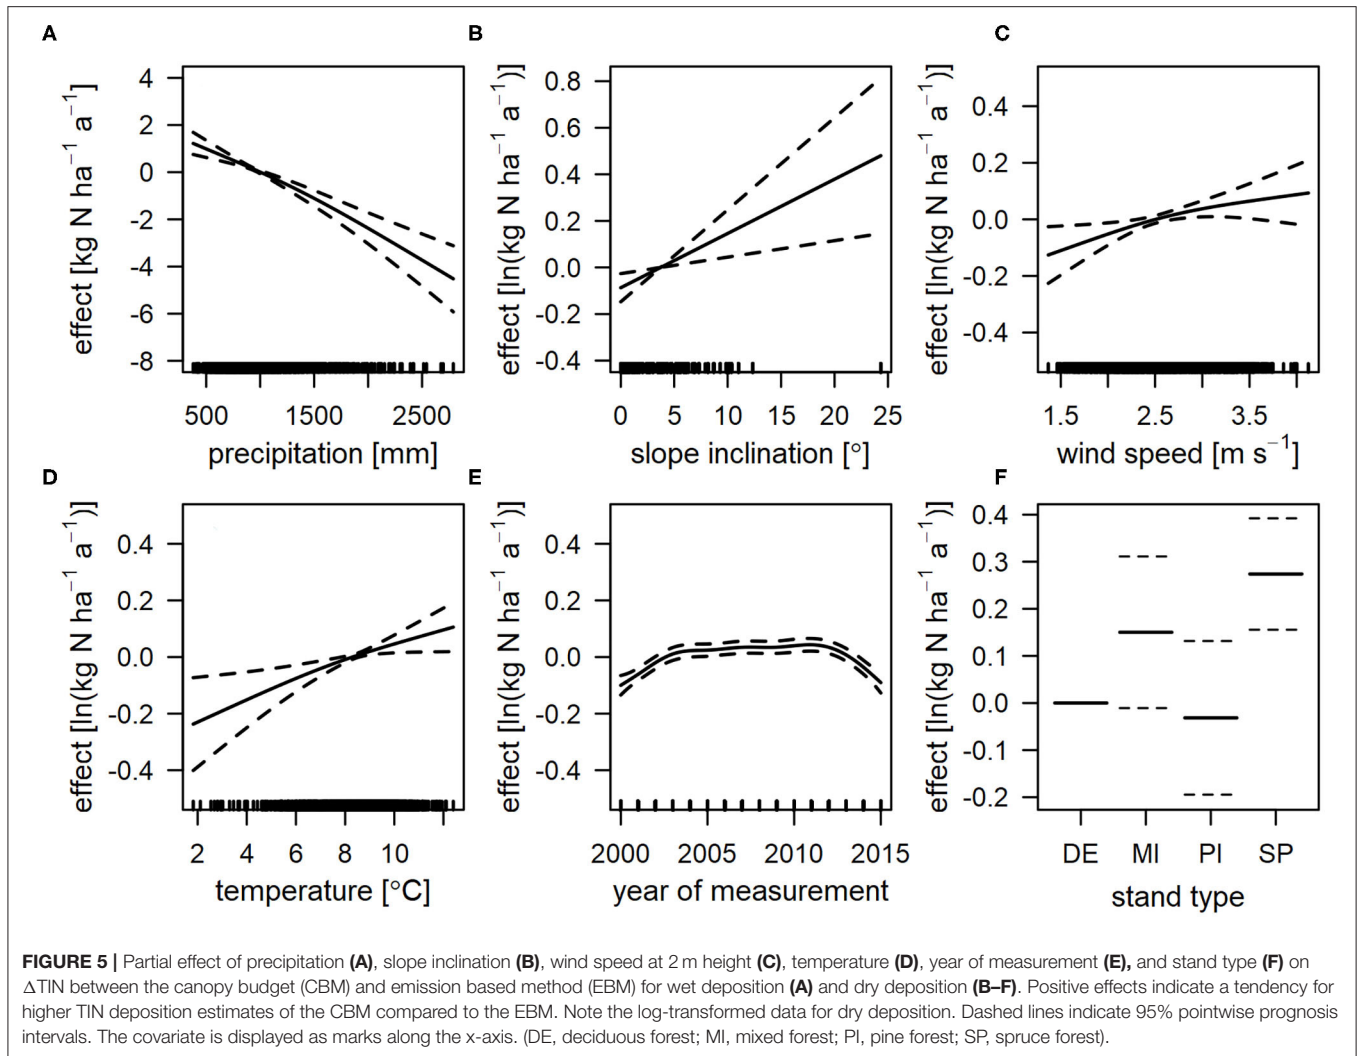 A
B
C
effect [kg N ha⁻¹ a⁻¹]
4
2
0
-2
-4
-6
-8
500
1500
2500
precipitation [mm]
effect [ln(kg N ha⁻¹ a⁻¹)]
0.8
0.6
0.4
0.2
0.0
-0.2
-0.4
0
5
10
15
20
25
slope inclination [°]
effect [ln(kg N ha⁻¹ a⁻¹)]
0.4
0.2
0.0
-0.2
-0.4
1.5
2.5
3.5
wind speed [m s⁻¹]
D
E
F
effect [ln(kg N ha⁻¹ a⁻¹)]
0.4
0.2
0.0
-0.2
-0.4
2
4
6
8
10
temperature [°C]
effect [ln(kg N ha⁻¹ a⁻¹)]
0.4
0.2
0.0
-0.2
-0.4
2000
2005
2010
2015
year of measurement
effect [ln(kg N ha⁻¹ a⁻¹)]
0.4
0.3
0.2
0.1
0.0
-0.1
-0.2
DE
MI
PI
SP
stand type
FIGURE 5 | Partial effect of precipitation (A), slope inclination (B), wind speed at 2 m height (C), temperature (D), year of measurement (E), and stand type (F) on
ΔTIN between the canopy budget (CBM) and emission based method (EBM) for wet deposition (A) and dry deposition (B–F). Positive effects indicate a tendency for
higher TIN deposition estimates of the CBM compared to the EBM. Note the log-transformed data for dry deposition. Dashed lines indicate 95% pointwise prognosis
intervals. The covariate is displayed as marks along the x-axis. (DE, deciduous forest; MI, mixed forest; PI, pine forest; SP, spruce forest).